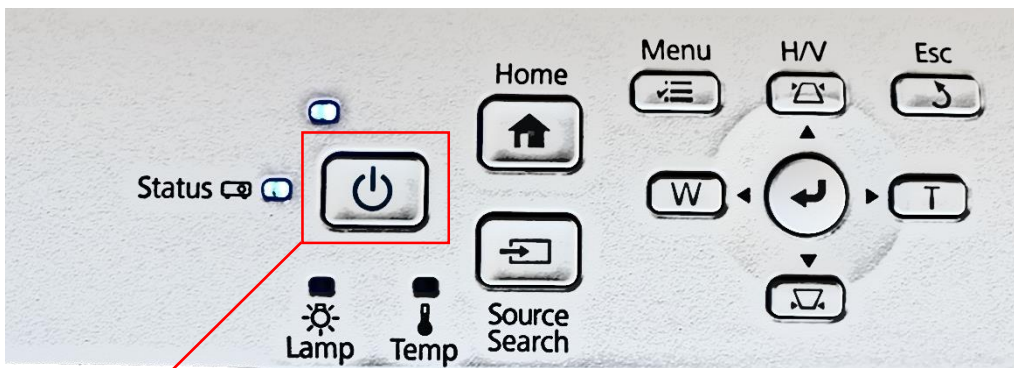 Menu
H/V
Esc
Home
Status
W
T
Source
Search
Lamp
Temp